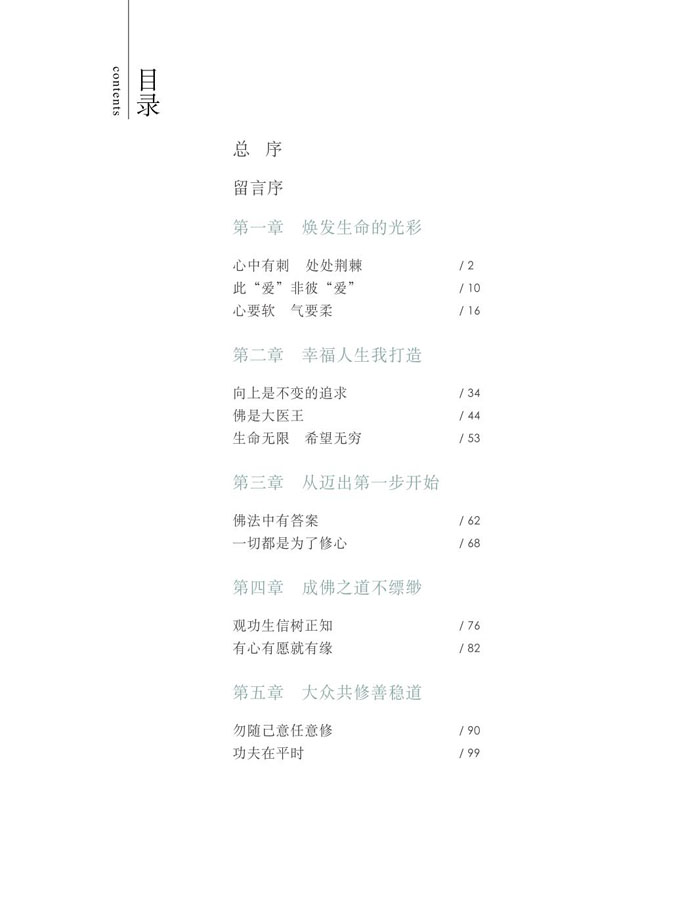 目录
contents
总　序
留言序
第一章　焕发生命的光彩
心中有刺　处处荆棘 / 2
此“爱”非彼“爱” / 10
心要软　气要柔 / 16
第二章　幸福人生我打造
向上是不变的追求 / 34
佛是大医王 / 44
生命无限　希望无穷 / 53
第三章　从迈出第一步开始
佛法中有答案 / 62
一切都是为了修心 / 68
第四章　成佛之道不缥缈
观功生信树正知 / 76
有心有愿就有缘 / 82
第五章　大众共修善稳道
勿随己意任意修 / 90
功夫在平时 / 99